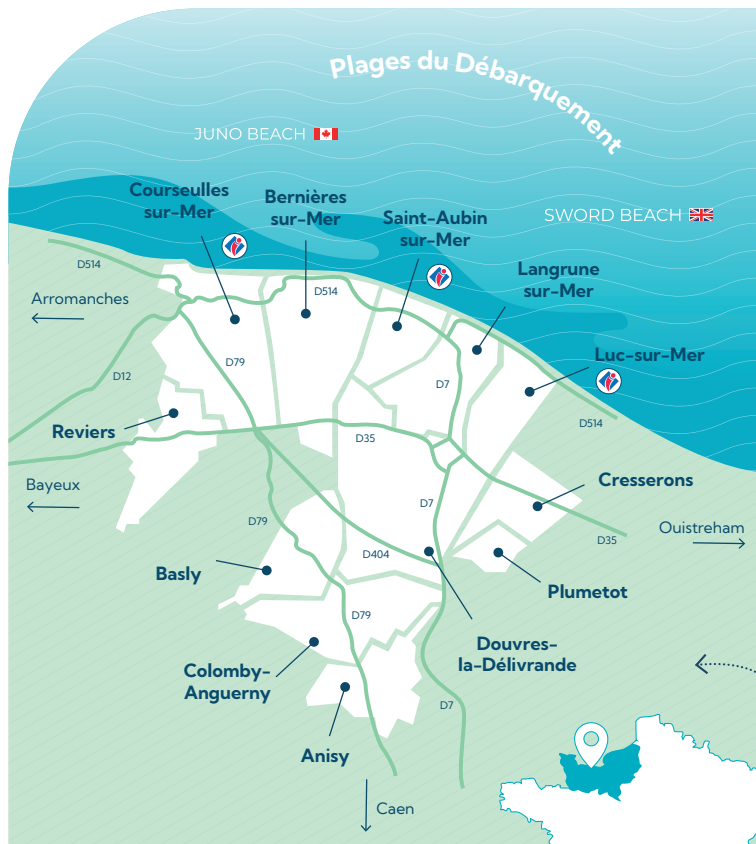 Plages du Débarquement
JUNO BEACH
SWORD BEACH
Courseulles
sur-Mer
Bernières
sur-Mer
Saint-Aubin
sur-Mer
Langrune
sur-Mer
Luc-sur-Mer
D514
Arromanches
D514
D79
D7
D12
D514
Reviers
D35
Bayeux
Cresserons
D7
D79
Ouistreham
D35
D404
Basly
Plumetot
D79
Douvres-
la-Délivrande
Colomby-
Anguerny
D7
Anisy
Caen